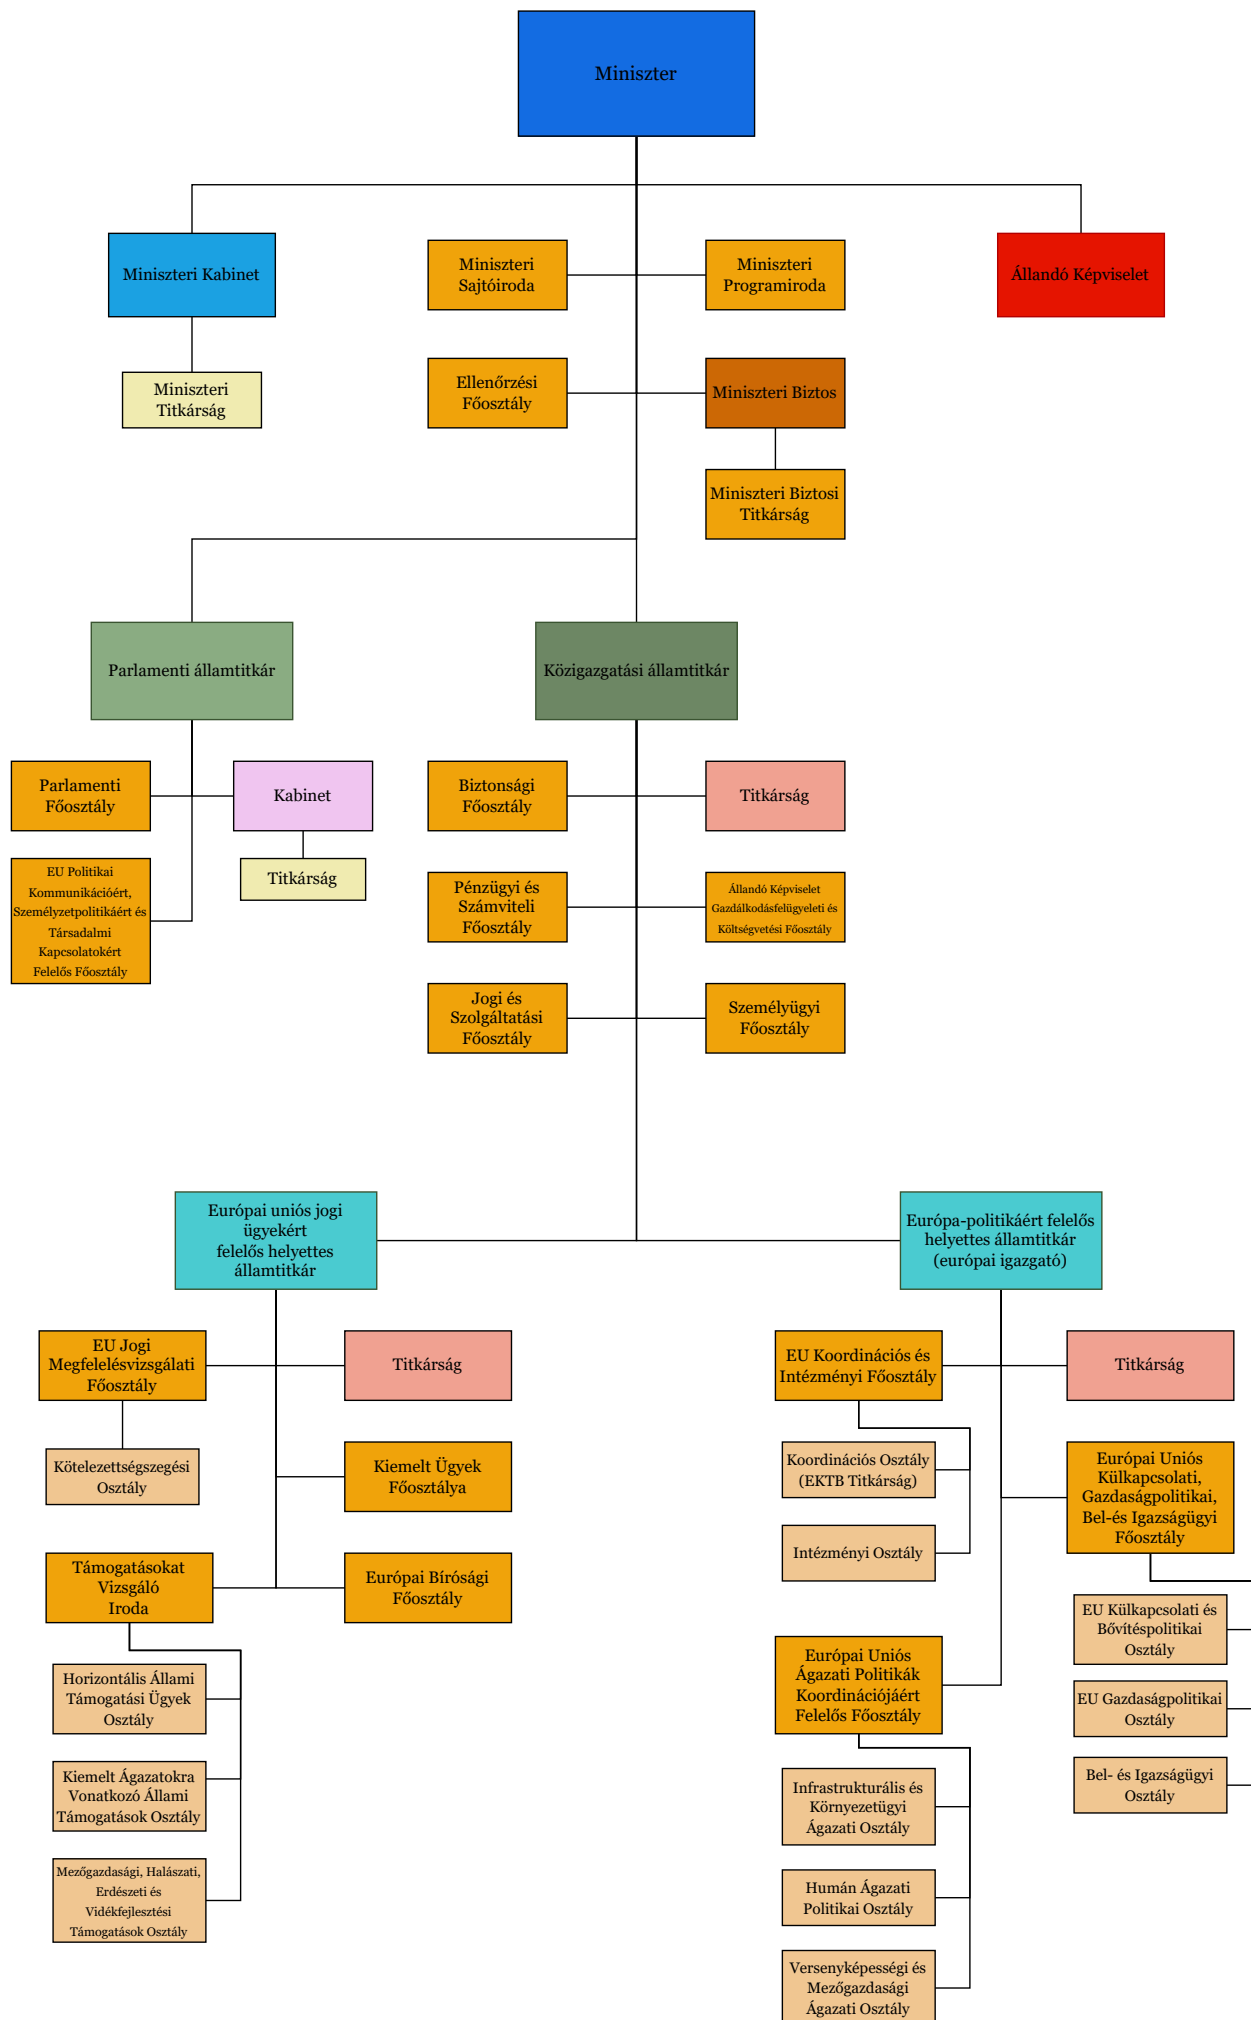 Miniszter
Miniszteri Kabinet
Miniszteri
Sajtóiroda
Miniszteri
Programiroda
Állandó Képviselet
Miniszteri
Titkárság
Ellenőrzési
Főosztály
Miniszteri Biztos
Miniszteri Biztosi
Titkárság
Parlamenti államtitkár
Közigazgatási államtitkár
Parlamenti
Főosztály
Kabinet
Titkárság
EU Politikai
Kommunikációért,
Személyzetpolitikáért és
Társadalmi
Kapcsolatokért
Felelős Főosztály
Biztonsági
Főosztály
Titkárság
Pénzügyi és
Számviteli
Főosztály
Állandó Képviselet
Gazdálkodásfelügyeleti és
Költségvetési Főosztály
Jogi és
Szolgáltatási
Főosztály
Személyügyi
Főosztály
Európai uniós jogi
ügyekért
felelős helyettes
államtitkár
Európa-politikáért felelős
helyettes államtitkár
(európai igazgató)
EU Jogi
Megfelelésvizsgálati
Főosztály
Titkárság
Kötelezettségszegési
Osztály
Kiemelt Ügyek
Főosztálya
Támogatásokat
Vizsgáló
Iroda
Európai Bírósági
Főosztály
Horizontális Állami
Támogatási Ügyek
Osztály
Kiemelt Ágazatokra
Vonatkozó Állami
Támogatások Osztály
Mezőgazdasági, Halászati,
Erdészeti és
Vidékfejlesztési
Támogatások Osztály
EU Koordinációs és
Intézményi Főosztály
Titkárság
Koordinációs Osztály
(EKTB Titkárság)
Intézményi Osztály
Európai Uniós
Külkapcsolati,
Gazdaságpolitikai,
Bel-és Igazságügyi
Főosztály
EU Külkapcsolati és
Bővítéspolitikai
Osztály
EU Gazdaságpolitikai
Osztály
Bel- és Igazságügyi
Osztály
Európai Uniós
Ágazati Politikák
Koordinációjáért
Felelős Főosztály
Infrastrukturális és
Környezetügyi
Ágazati Osztály
Humán Ágazati
Politikai Osztály
Versenyképességi és
Mezőgazdasági
Ágazati Osztály